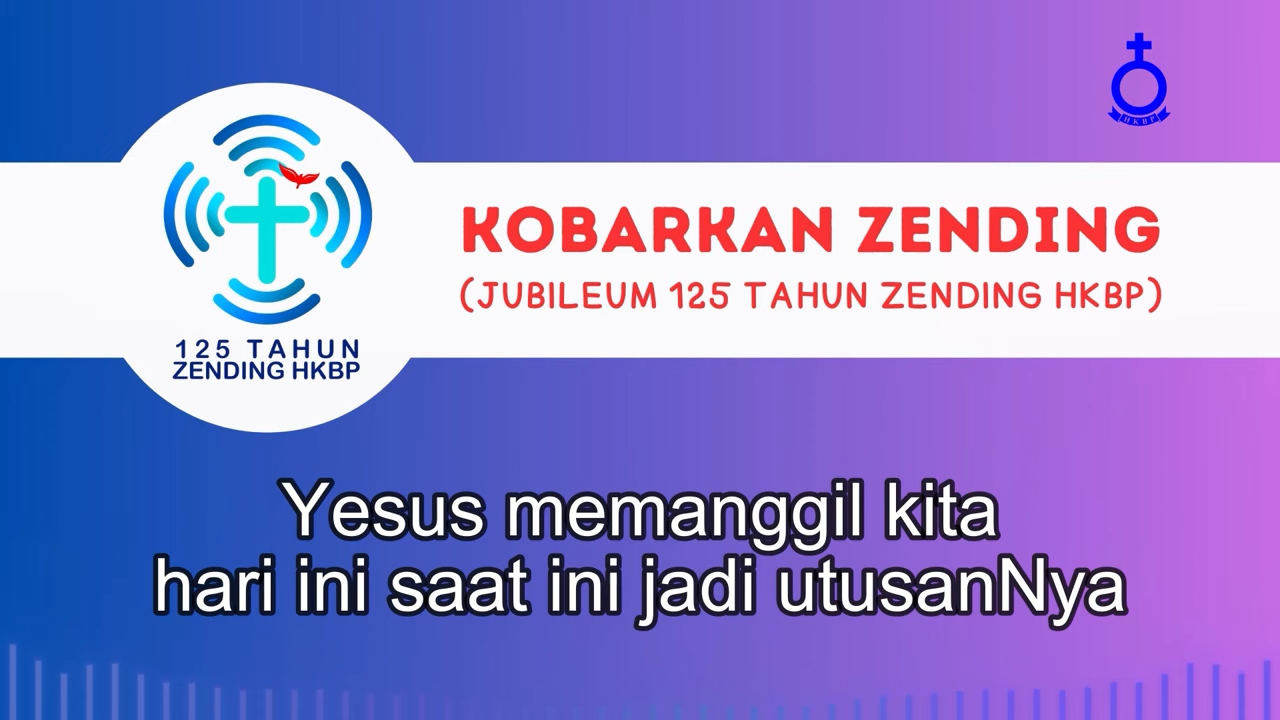 HKBP
KOBARKAN ZENDING
(JUBILEUM 125 TAHUN ZENDING HKBP)
125 TAHUN
ZENDING HKBP
Yesus memanggil kita
hari ini saat ini jadi utusanNya